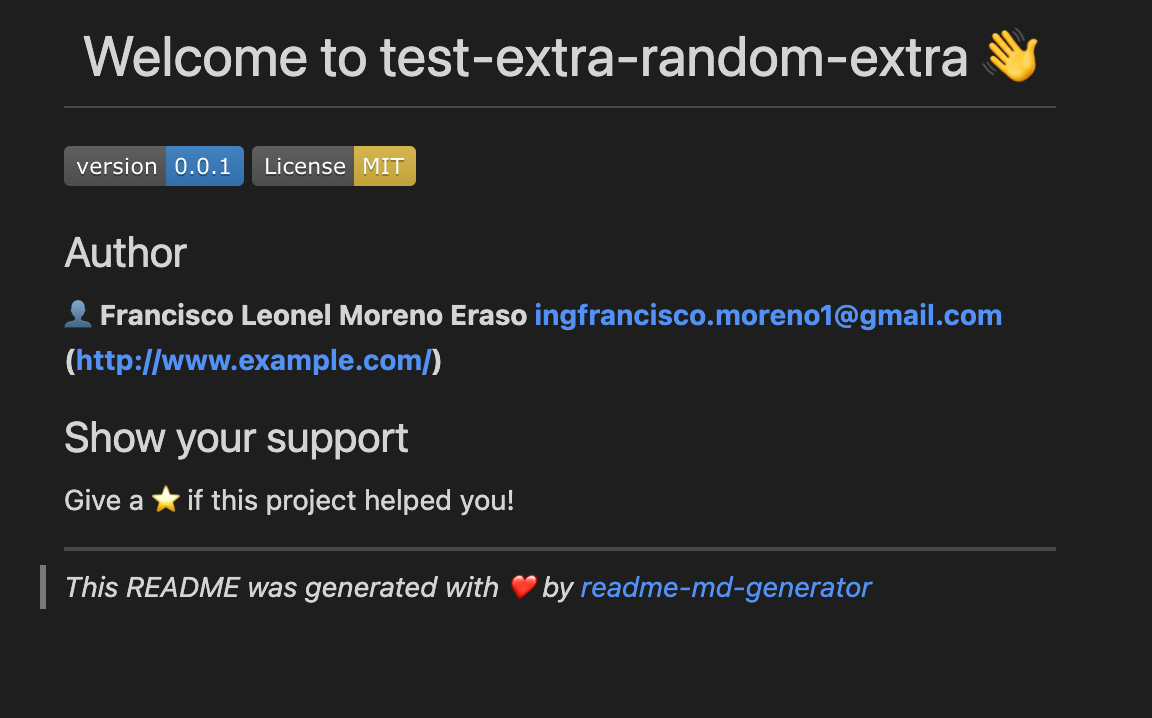 Welcome to test-extra-random-extra 👋
version 0.0.1 License MIT
Author
👤 Francisco Leonel Moreno Eraso ingfrancisco.moreno1@gmail.com
(http://www.example.com/)
Show your support
Give a ⭐ if this project helped you!
This README was generated with ❤️ by readme-md-generator